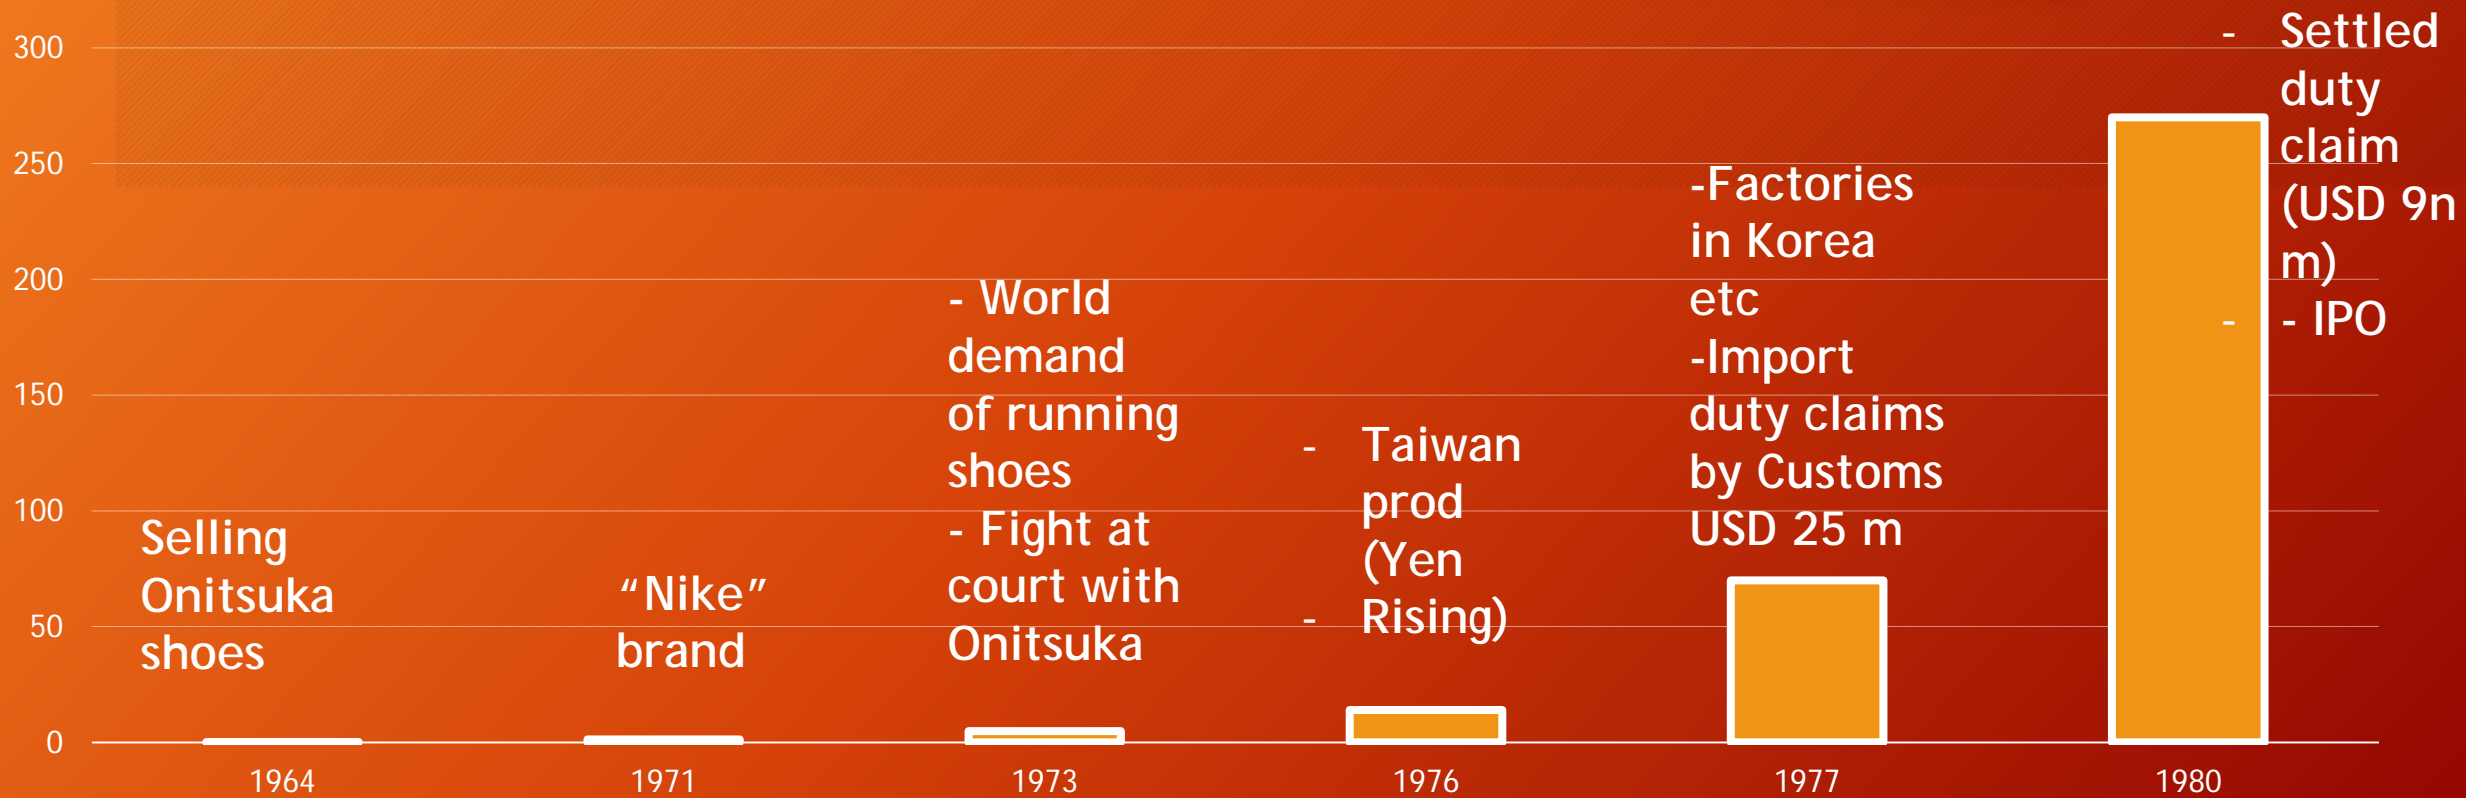 300
250
200
150
100
50
0
Selling
Onitsuka
shoes
“Nike”
brand
- World
demand
of running
shoes
- Fight at
court with
Onitsuka
- Taiwan
prod
(Yen
- Rising)
-Factories
in Korea
etc
-Import
duty claims
by Customs
USD 25 m
- Settled
duty
claim
(USD 9n
m)
- - IPO
1964
1971
1973
1976
1977
1980